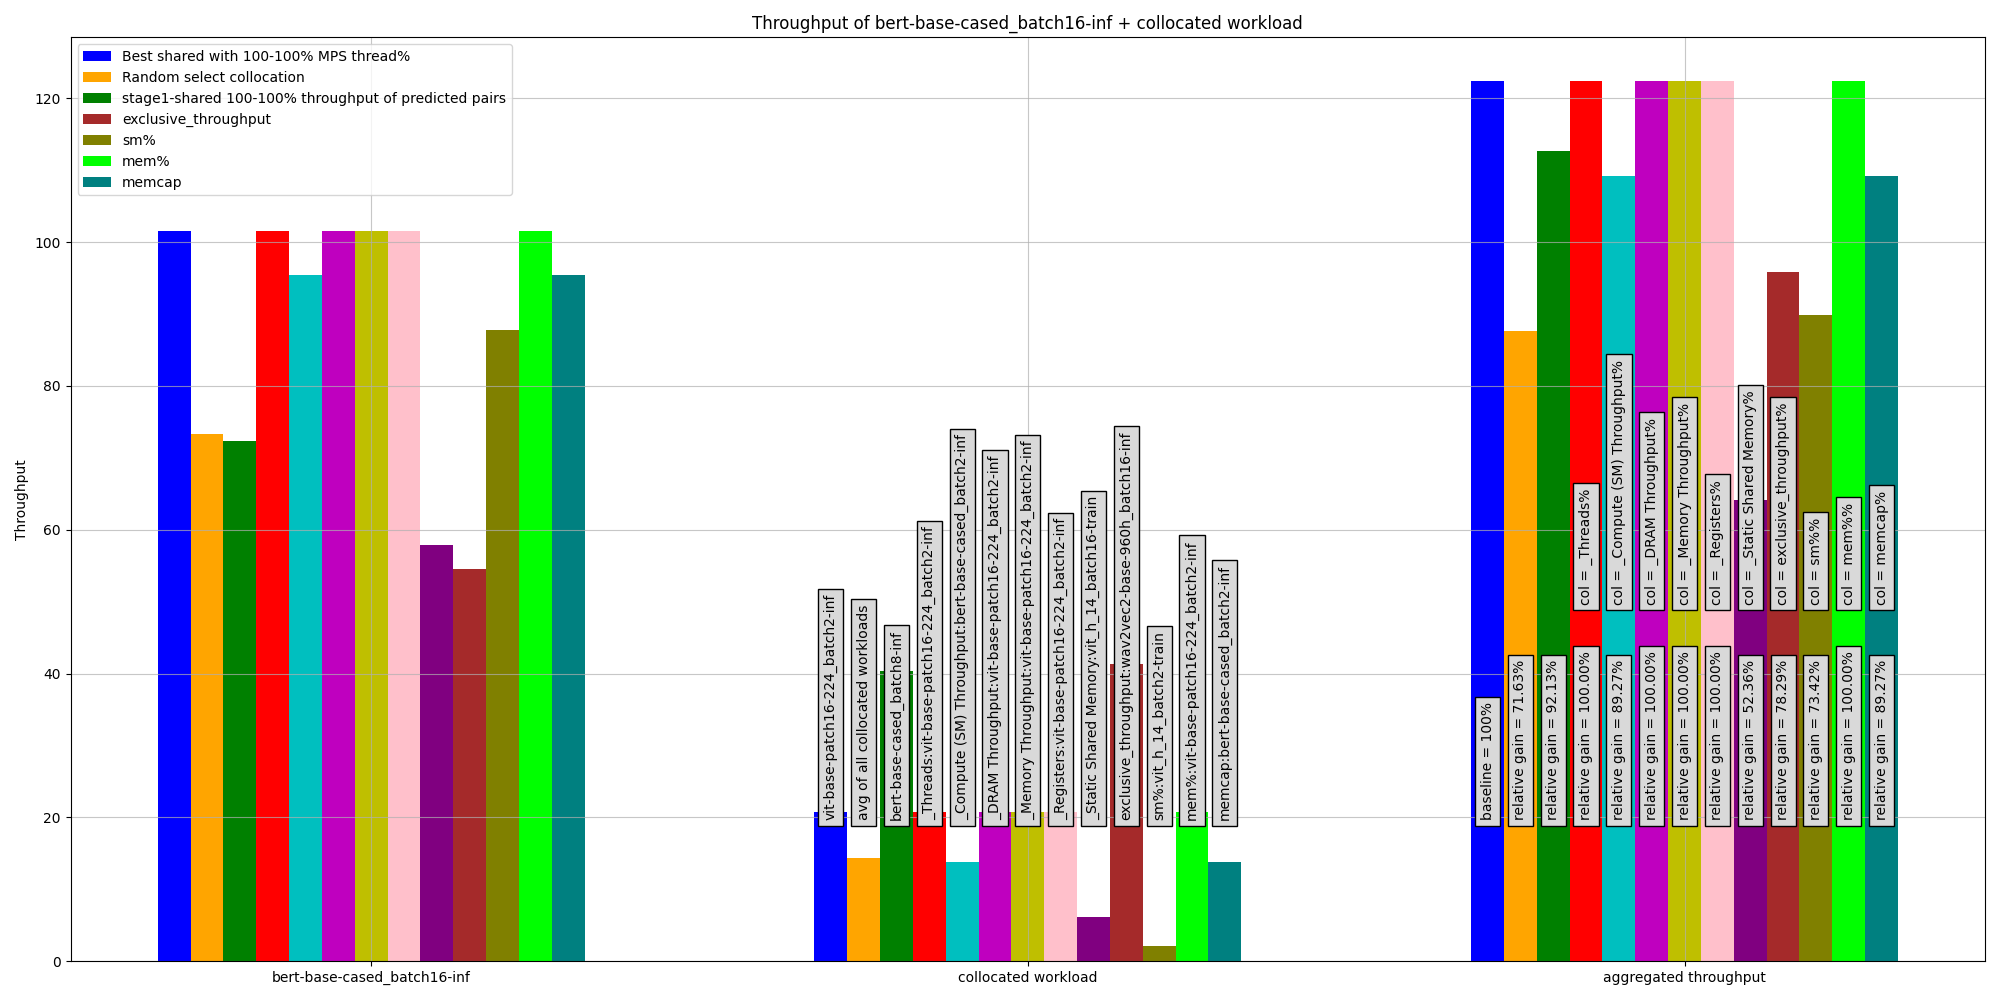 Throughput of bert-base-cased_batch16-inf + collocated workload
Best shared with 100-100% MPS thread%
Random select collocation
stage1-shared 100-100% throughput of predicted pairs
exclusive_throughput
sm%
mem%
memcap
Throughput
120
100
80
60
40
20
0
vit-base-patch16-224_batch2-inf
avg of all collocated workloads
bert-base-cased_batch8-inf
_Threads:vit-base-patch16-224_batch2-inf
_Compute (SM) Throughput:bert-base-cased_batch2-inf
_DRAM Throughput:vit-base-patch16-224_batch2-inf
_Memory Throughput:vit-base-patch16-224_batch2-inf
_Registers:vit-base-patch16-224_batch2-inf
_Static Shared Memory:vit_h_14_batch16-train
exclusive_throughput:wav2vec2-base-960h_batch16-inf
sm%:vit_h_14_batch2-train
mem%:vit-base-patch16-224_batch2-inf
memcap:bert-base-cased_batch2-inf
col = _Threads%
col = _Compute (SM) Throughput%
col = _DRAM Throughput%
col = _Memory Throughput%
col = _Registers%
col = _Static Shared Memory%
col = exclusive_throughput%
col = sm%%
col = mem%%
col = memcap%
baseline = 100%
relative gain = 71.63%
relative gain = 92.13%
relative gain = 100.00%
relative gain = 89.27%
relative gain = 100.00%
relative gain = 100.00%
relative gain = 100.00%
relative gain = 52.36%
relative gain = 78.29%
relative gain = 73.42%
relative gain = 100.00%
relative gain = 89.27%
bert-base-cased_batch16-inf
collocated workload
aggregated throughput